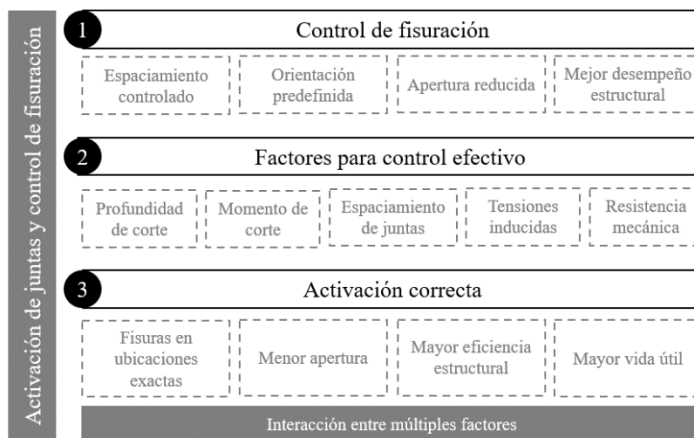 Activación de juntas y control de fisuración
1
Control de fisuración
Espaciamiento
controlado
Orientación
predefinida
Apertura reducida
Mejor desempeño
estructural
2
Factores para control efectivo
Profundidad
de corte
Momento de
corte
Espaciamiento
de juntas
Tensiones
inducidas
Resistencia
mecánica
3
Activación correcta
Fisuras en
ubicaciones
exactas
Menor apertura
Mayor eficiencia
estructural
Mayor vida útil
Interacción entre múltiples factores